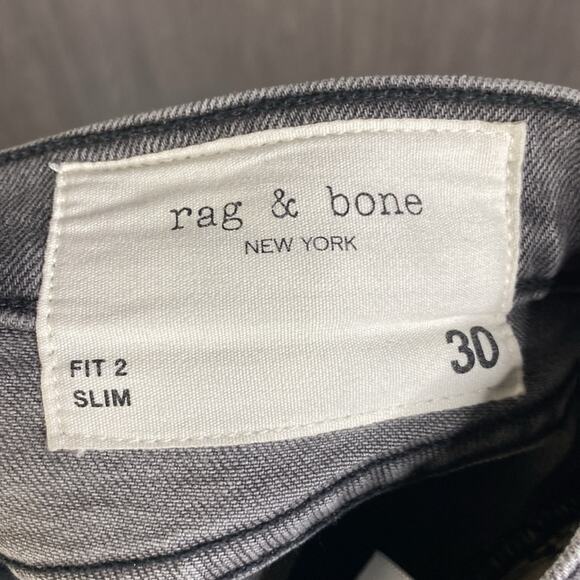 rag & bone
NEW YORK
FIT 2
SLIM
30